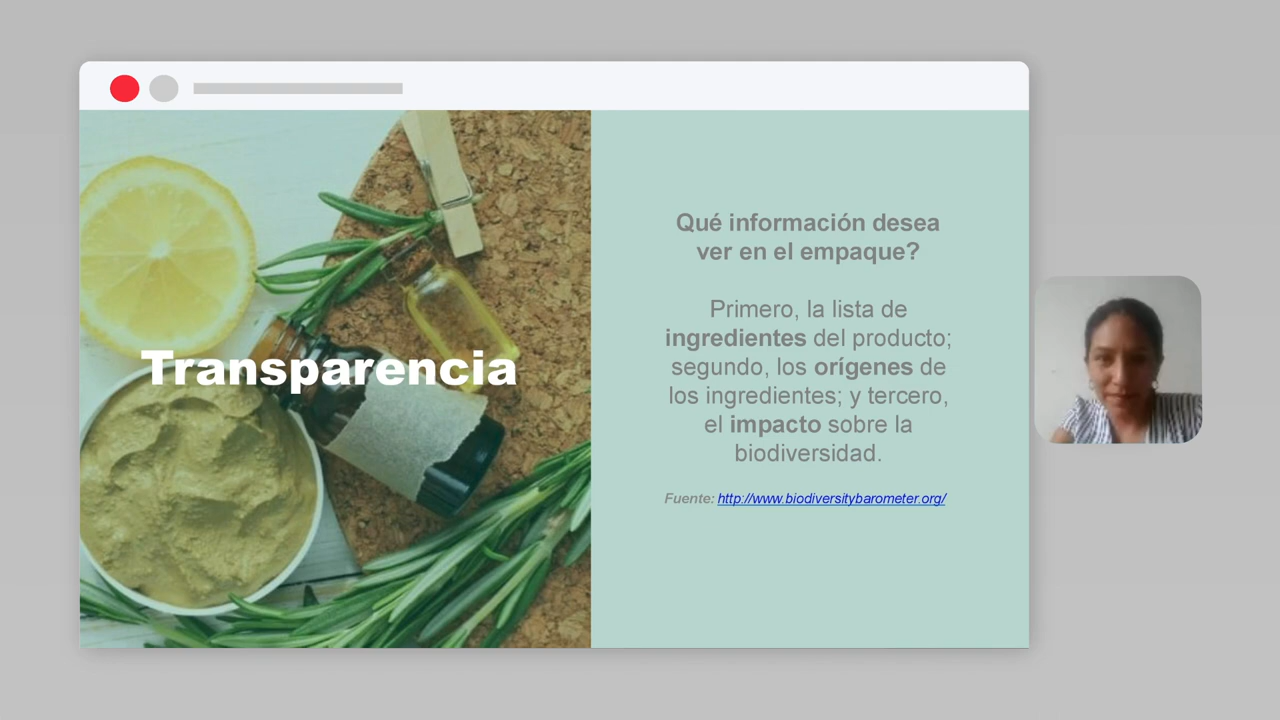 Transparencia
Qué información desea
ver en el empaque?
Primero, la lista de
ingredientes del producto;
segundo, los orígenes de
los ingredientes; y tercero,
el impacto sobre la
biodiversidad.
Fuente: http://www.biodiversitybarometer.org/